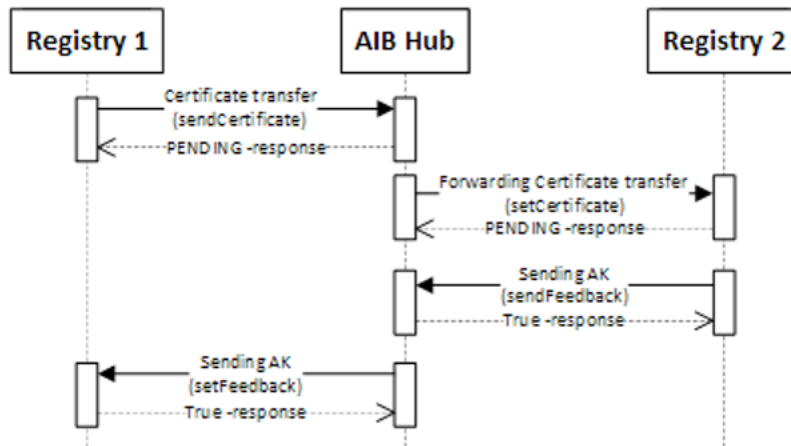 Registry 1
AIB Hub
Registry 2
Certificate transfer
(sendCertificate)
PENDING -response
Forwarding Certificate transfer
(setCertificate)
PENDING -response
Sending AK
(sendFeedback)
True -response
Sending AK
(setFeedback)
True -response